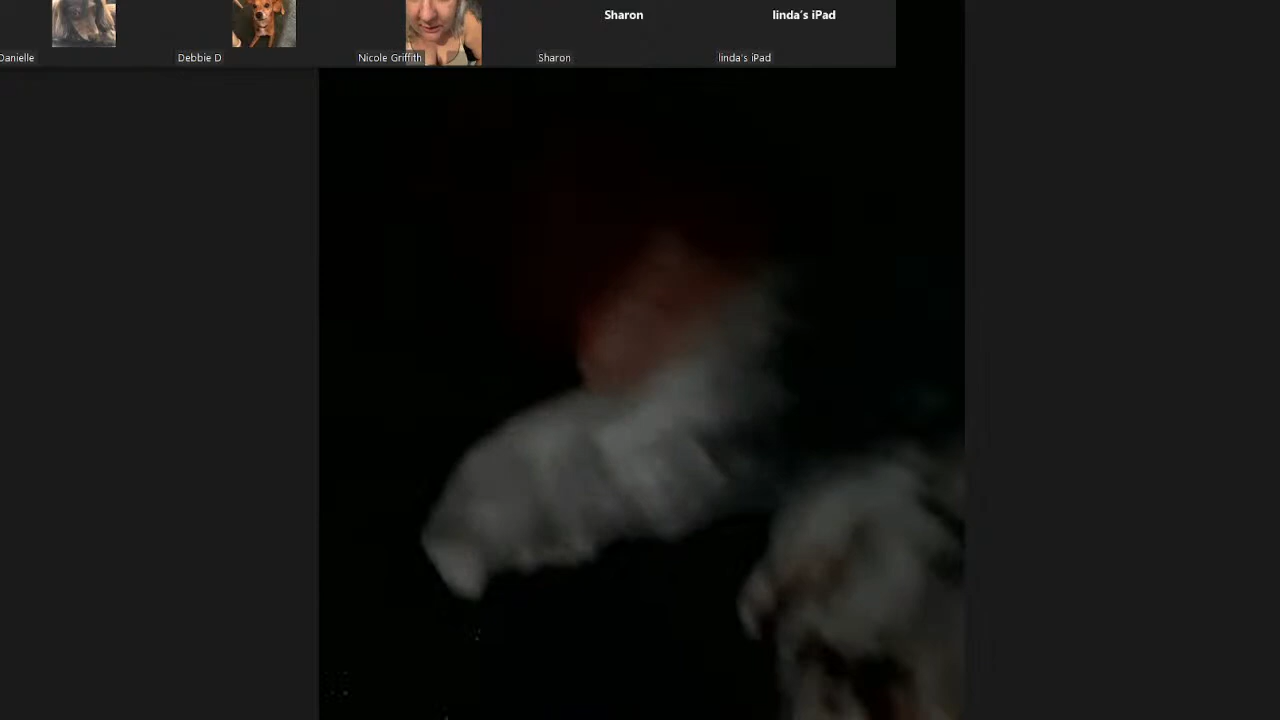 Sharon
linda's iPad
Danielle
Debbie D
Nicole Griffith
Sharon
linda's iPad